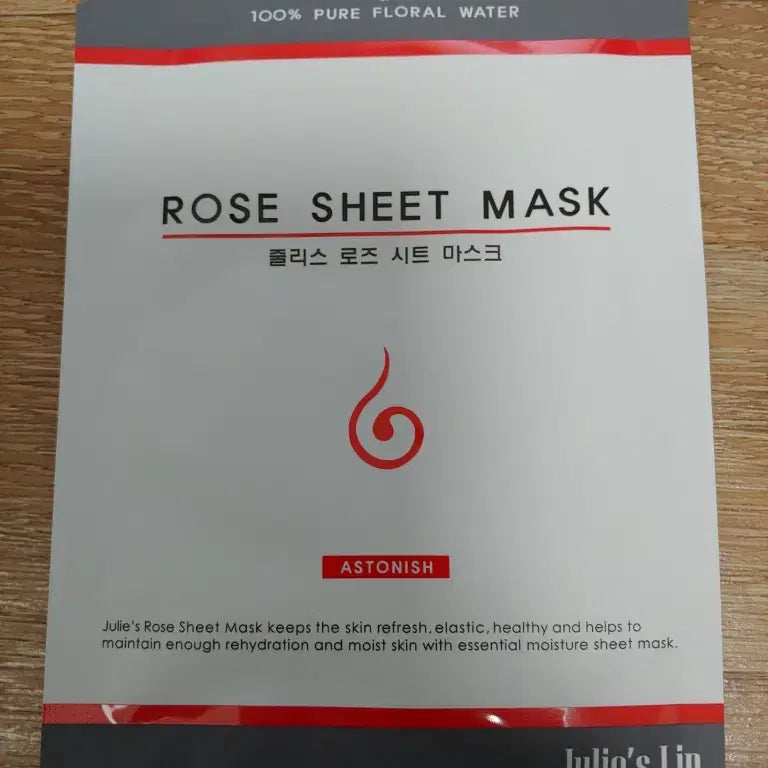 100% PURE FLORAL WATER
ROSE SHEET MASK
줄리스 로즈 시트 마스크
ASTONISH
Julie's Rose Sheet Mask keeps the skin refresh, elastic, healthy and helps to
maintain enough rehydration and moist skin with essential moisture sheet mask.
Julie's Lin